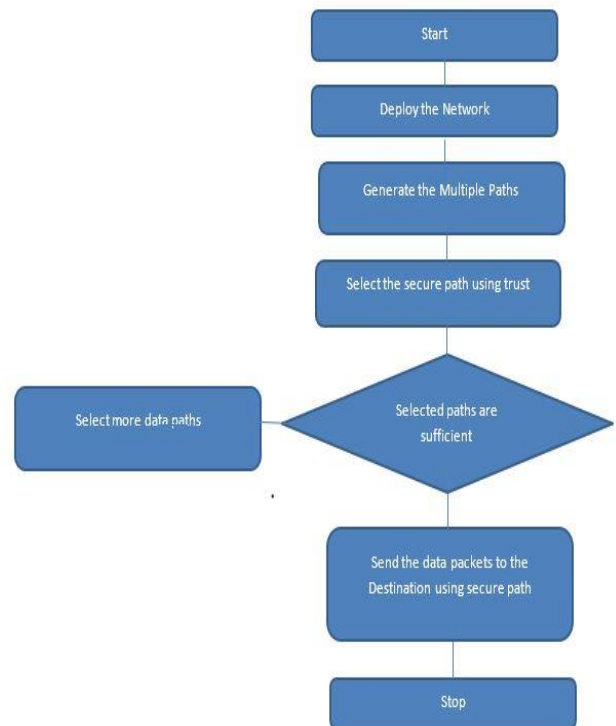 Start
Deploy the Network
Generate the Multiple Paths
Select the secure path using trust
Select more data paths
Selected paths are
sufficient
Send the data packets to the
Destination using secure path
Stop